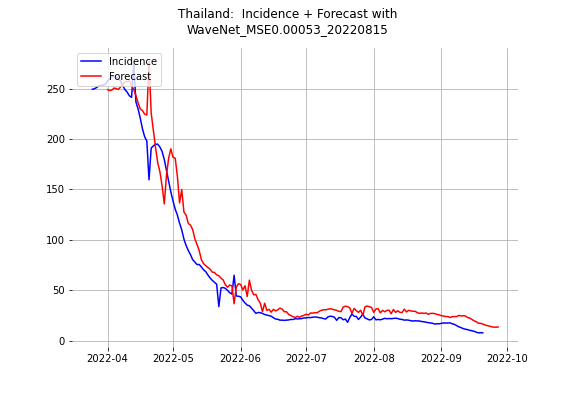 Thailand:  Incidence + Forecast with
WaveNet_MSE0.00053_20220815
Incidence
Forecast
250
200
150
100
50
0
2022-04 2022-05 2022-06 2022-07 2022-08 2022-09 2022-10